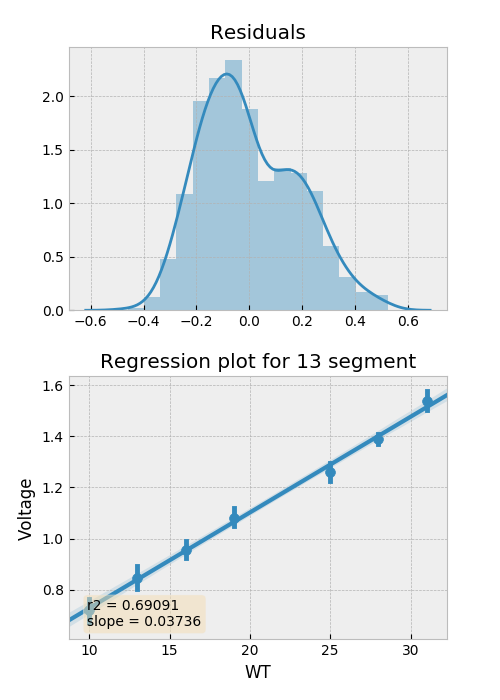 Residuals
2.0
1.5
1.0
0.5
0.0
−0.6 −0.4 −0.2 0.0 0.2 0.4 0.6
Regression plot for 13 segment
1.6
1.4
1.2
1.0
0.8
Voltage
r2 = 0.69091
slope = 0.03736
10 15 20 25 30
WT